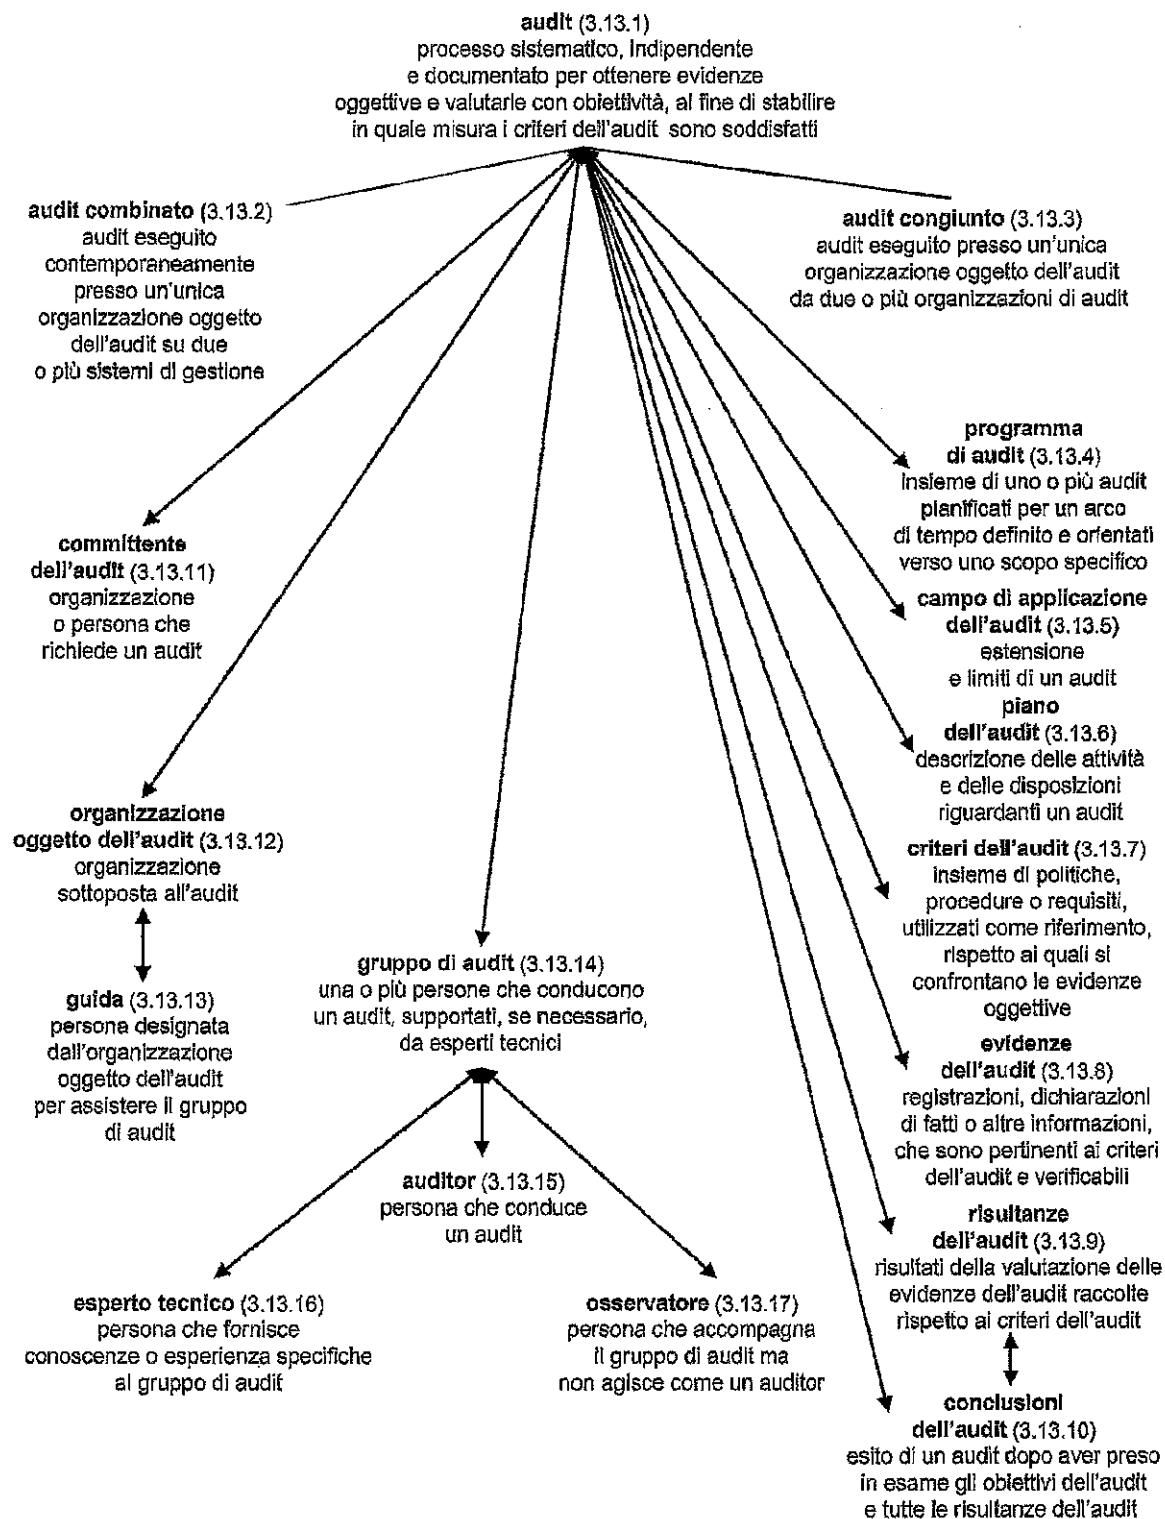 audit (3.13.1)
processo sistematico, indipendente
e documentato per ottenere evidenze
oggettive e valutarle con obiettività, al fine di stabilire
in quale misura i criteri dell'audit sono soddisfatti
audit combinato (3.13.2)
audit eseguito
contemporaneamente
presso un'unica
organizzazione oggetto
dell'audit su due
o più sistemi di gestione
audit congiunto (3.13.3)
audit eseguito presso un'unica
organizzazione oggetto dell'audit
da due o più organizzazioni di audit
programma
di audit (3.13.4)
insieme di uno o più audit
pianificati per un arco
di tempo definito e orientati
verso uno scopo specifico
committente
dell'audit (3.13.11)
organizzazione
o persona che
richiede un audit
campo di applicazione
dell'audit (3.13.5)
estensione
e limiti di un audit
piano
dell'audit (3.13.6)
descrizione delle attività
e delle disposizioni
riguardanti un audit
organizzazione
oggetto dell'audit (3.13.12)
organizzazione
sottoposta all'audit
criteri dell'audit (3.13.7)
insieme di politiche,
procedure o requisiti,
utilizzati come riferimento,
rispetto ai quali si
confrontano le evidenze
oggettive
guida (3.13.13)
persona designata
dall'organizzazione
oggetto dell'audit
per assistere il gruppo
di audit
gruppo di audit (3.13.14)
una o più persone che conducono
un audit, supportati, se necessario,
da esperti tecnici
evidenze
dell'audit (3.13.8)
registrazioni, dichiarazioni
di fatti o altre informazioni,
che sono pertinenti ai criteri
dell'audit e verificabili
auditor (3.13.15)
persona che conduce
un audit
risultanze
dell'audit (3.13.9)
risultati della valutazione delle
evidenze dell'audit raccolte
rispetto ai criteri dell'audit
esperto tecnico (3.13.16)
persona che fornisce
conoscenze o esperienza specifiche
al gruppo di audit
osservatore (3.13.17)
persona che accompagna
il gruppo di audit ma
non agisce come un auditor
conclusioni
dell'audit (3.13.10)
esito di un audit dopo aver preso
in esame gli obiettivi dell'audit
e tutte le risultanze dell'audit